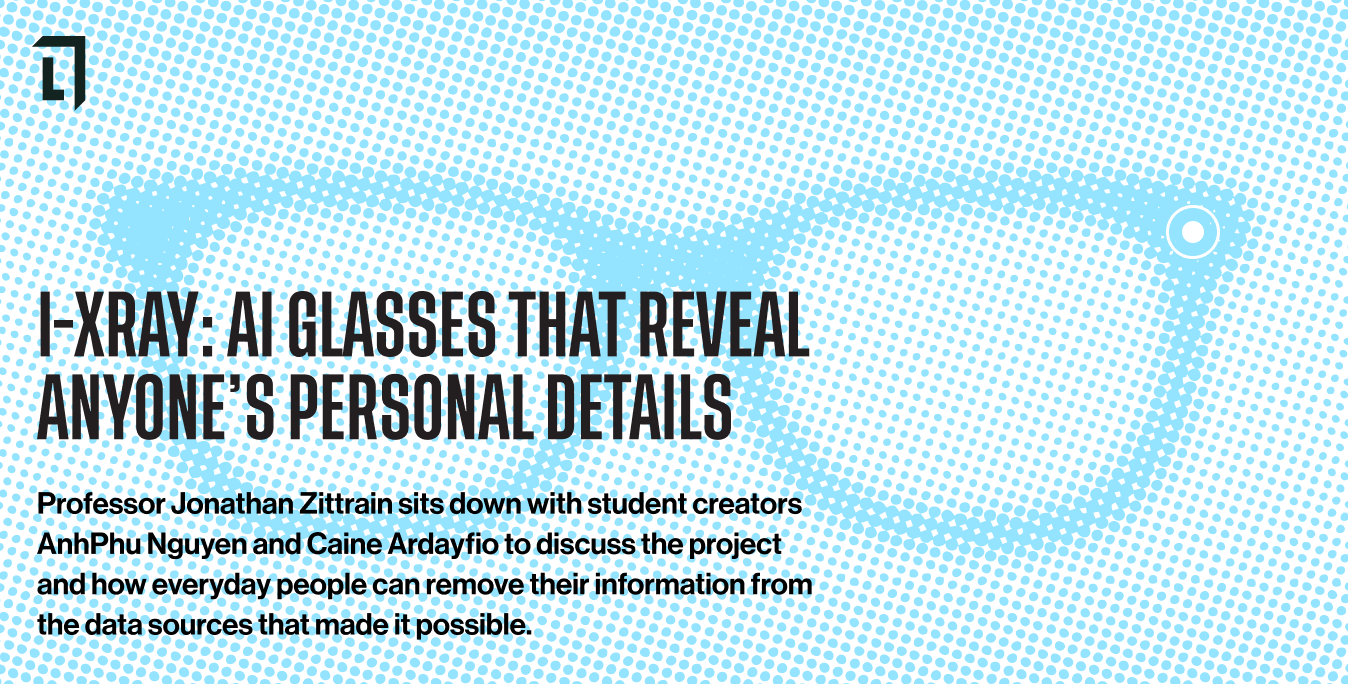 I-XRAY: AI GLASSES THAT REVEAL
ANYONE’S PERSONAL DETAILS
Professor Jonathan Zittrain sits down with student creators
AnhPhu Nguyen and Caine Ardayfio to discuss the project
and how everyday people can remove their information from
the data sources that made it possible.